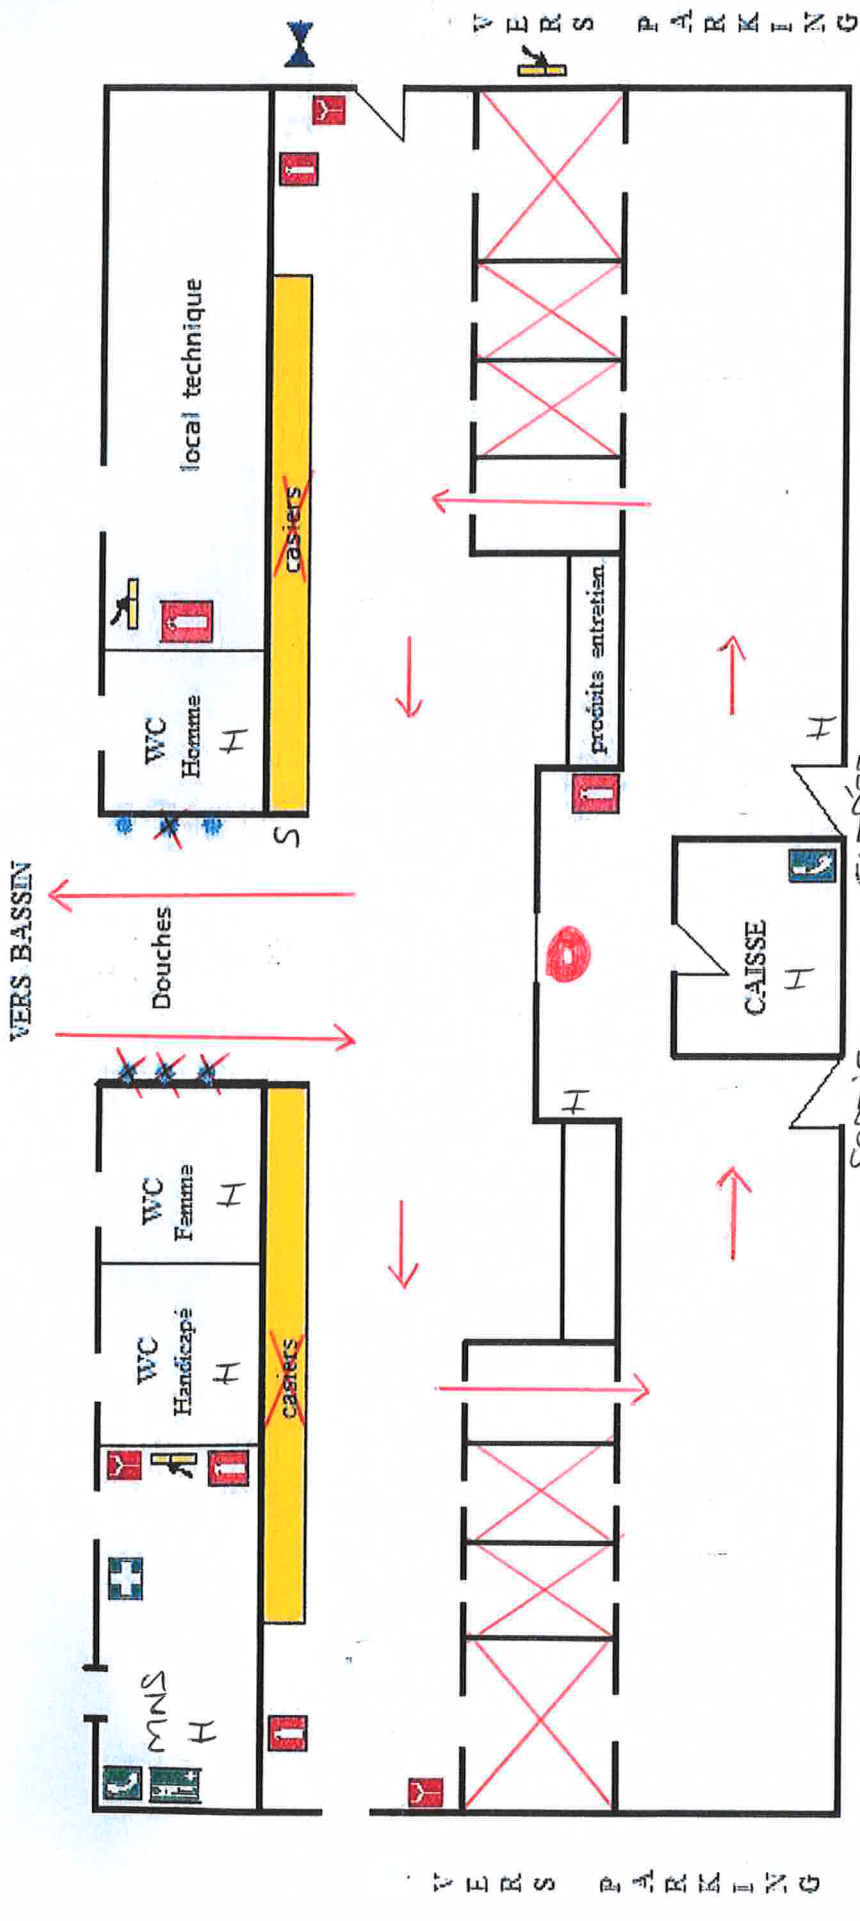 VERS PARKING
VERS BASSIN
local technique
casiers
WC
Homme
H
S
Douches
produits entretien
H
CAISSE
H
H
WC
Femme
H
WC
Handicapé
H
casiers
MNS
H
VERS PARKING